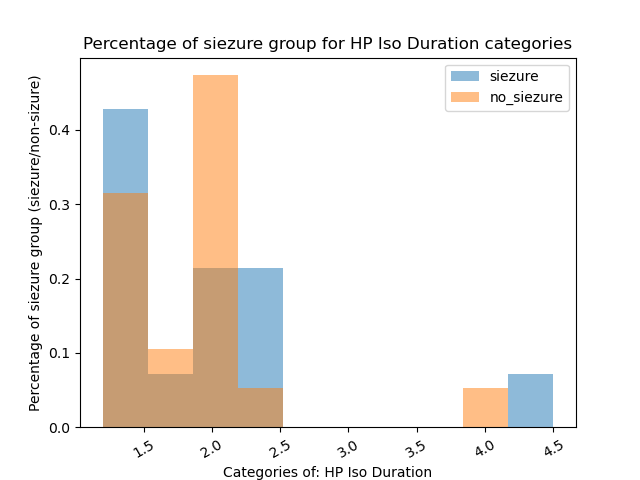 Percentage of siezure group for HP Iso Duration categories
siezure
no_siezure
Percentage of siezure group (siezure/non-sizure)
0.4
0.3
0.2
0.1
0.0
1.5 2.0 2.5 3.0 3.5 4.0 4.5
Categories of: HP Iso Duration